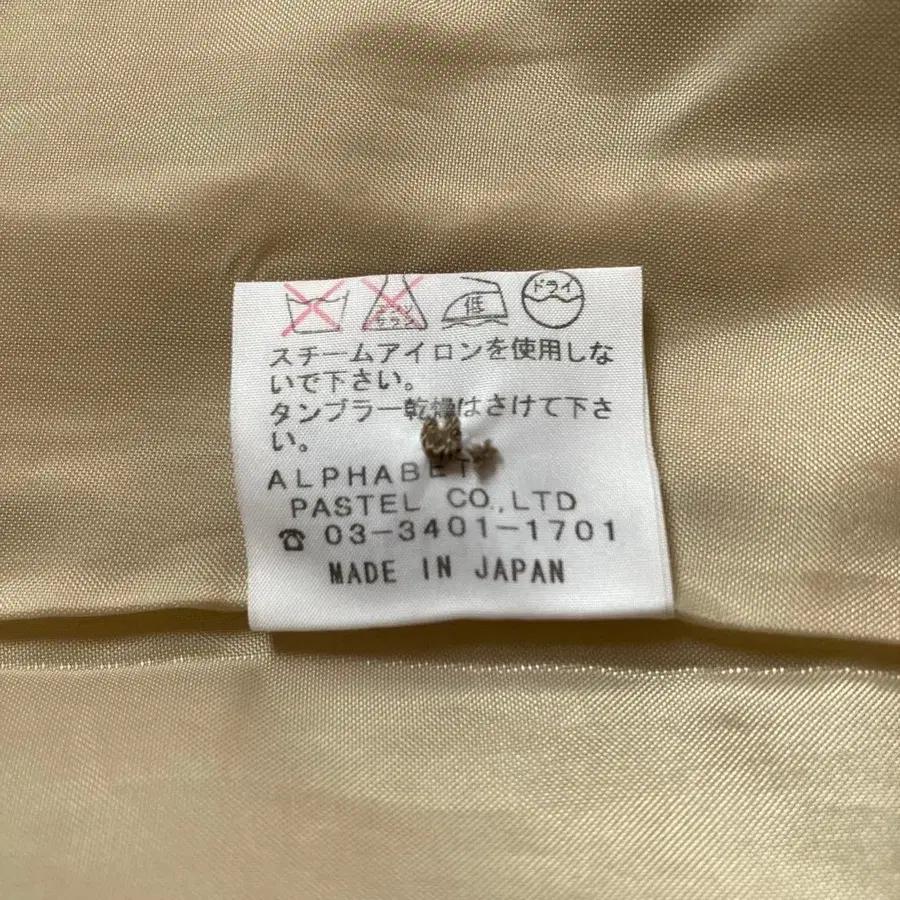 低 ドライ
スチームアイロンを使用しな
いで下さい。
タンブラー乾燥はさけて下さ
い。
ALPHABET
PASTEL CO.,LTD
☎ 03-3401-1701
MADE IN JAPAN